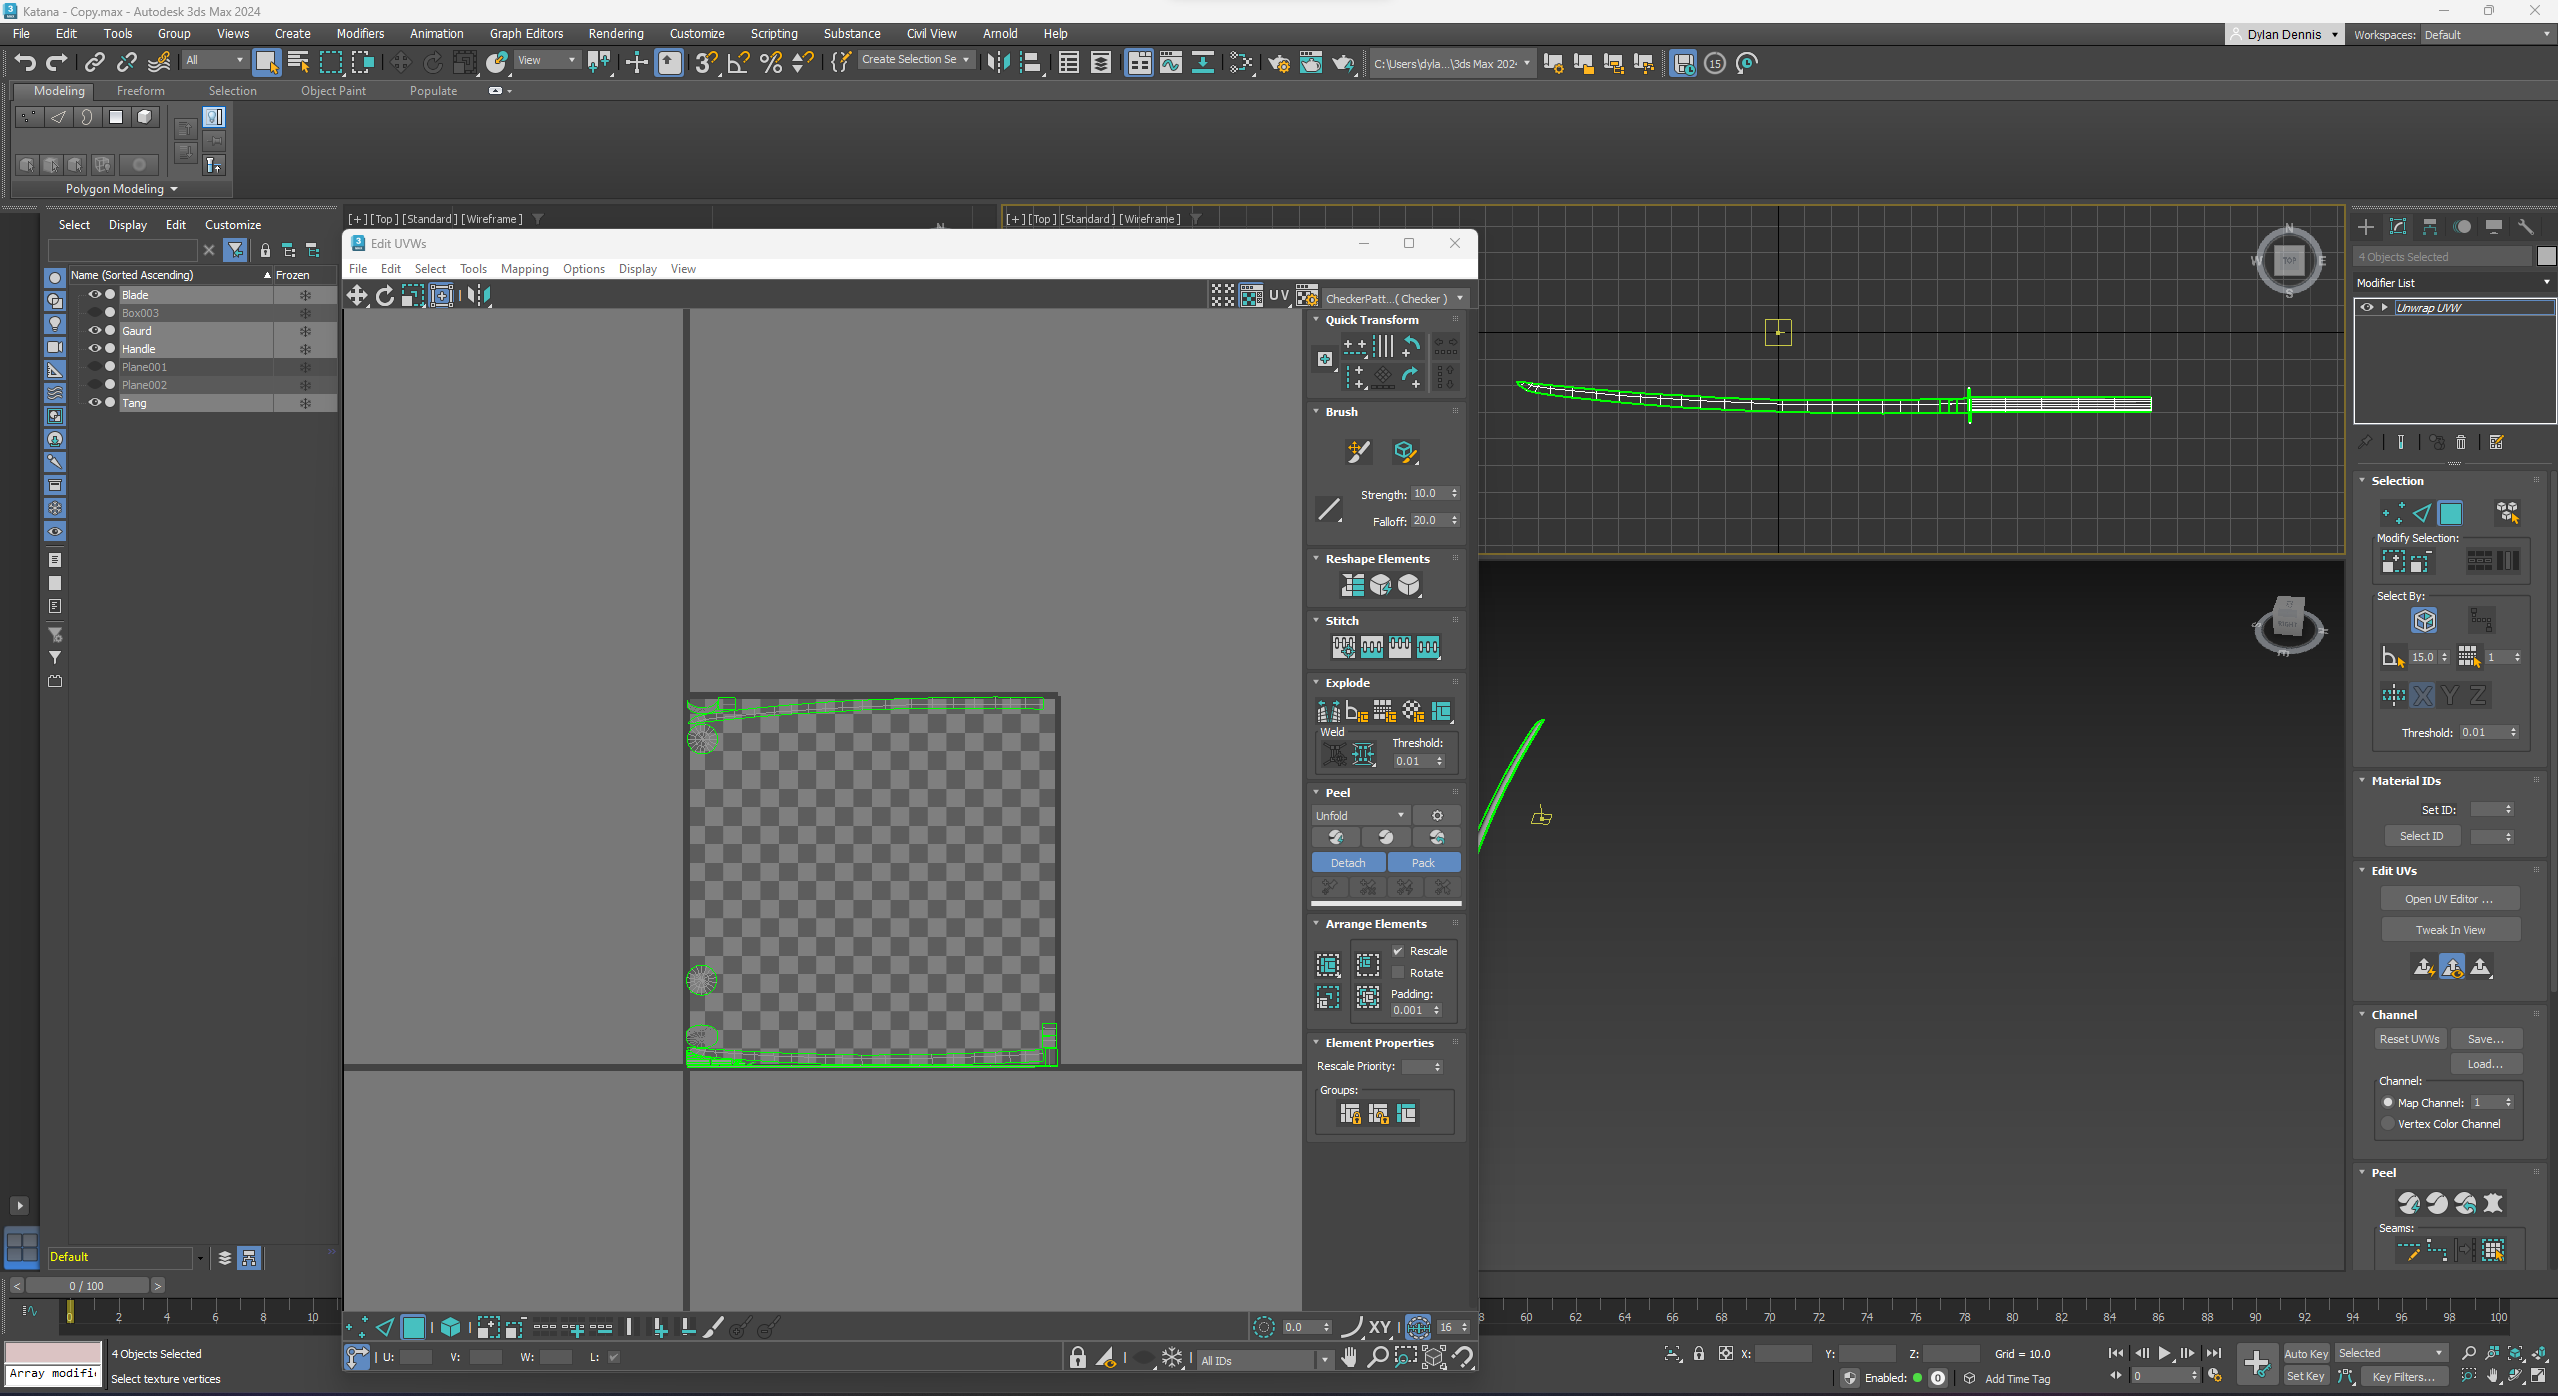 Katana - Copy.max - Autodesk 3ds Max 2024
File Edit Tools Group Views Create Modifiers Animation Graph Editors Rendering Customize Scripting Substance Civil View Arnold Help
Dylan Dennis
Workspaces: Default
All
View
Create Selection Se
C:\Users\dyla...\3ds Max 202
15
Modeling Freeform Selection Object Paint Populate
Polygon Modeling
Select Display Edit Customize
Name (Sorted Ascending) Frozen
Blade
Box003
Gaurd
Handle
Plane001
Plane002
Tang
Default
0 / 100
[+] [Top] [Standard] [Wireframe]
[+] [Top] [Standard] [Wireframe]
Edit UVWs
File Edit Select Tools Mapping Options Display View
UV
CheckerPatt...( Checker )
Quick Transform
Brush
Strength: 10.0
Falloff: 20.0
Reshape Elements
Stitch
Explode
Weld
Threshold:
0.01
Peel
Unfold
Detach Pack
Arrange Elements
Rescale
Rotate
Padding:
0.001
Element Properties
Rescale Priority:
Groups:
0.0
XY
16
U: V: W: L:
All IDs
N
W TOP E
S
RIGHT
4 Objects Selected
Modifier List
Unwrap UVW
Selection
Modify Selection:
Select By:
15.0 1
X Y Z
Threshold: 0.01
Material IDs
Set ID:
Select ID
Edit UVs
Open UV Editor ...
Tweak In View
Channel
Reset UVWs Save...
Load...
Channel:
Map Channel: 1
Vertex Color Channel
Peel
Seams:
0 2 4 6 8 10
8 60 62 64 66 68 70 72 74 76 78 80 82 84 86 88 90 92 94 96 98 100
4 Objects Selected
Array modifi
Select texture vertices
X: Y: Z: Grid = 10.0
Enabled: 0 Add Time Tag
0
Auto Key Selected
Set Key Key Filters...